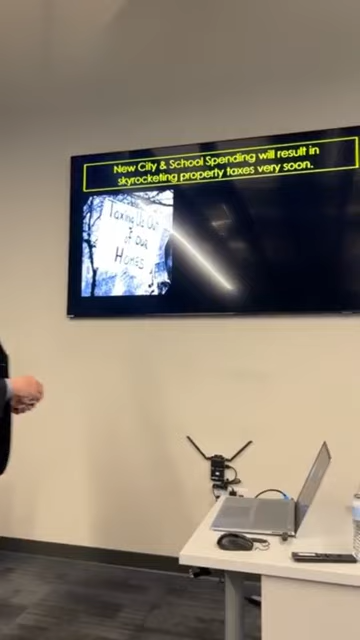 New City & School Spending will result in
skyrocketing property taxes very soon.
Taxing Us Out
of our
Homes